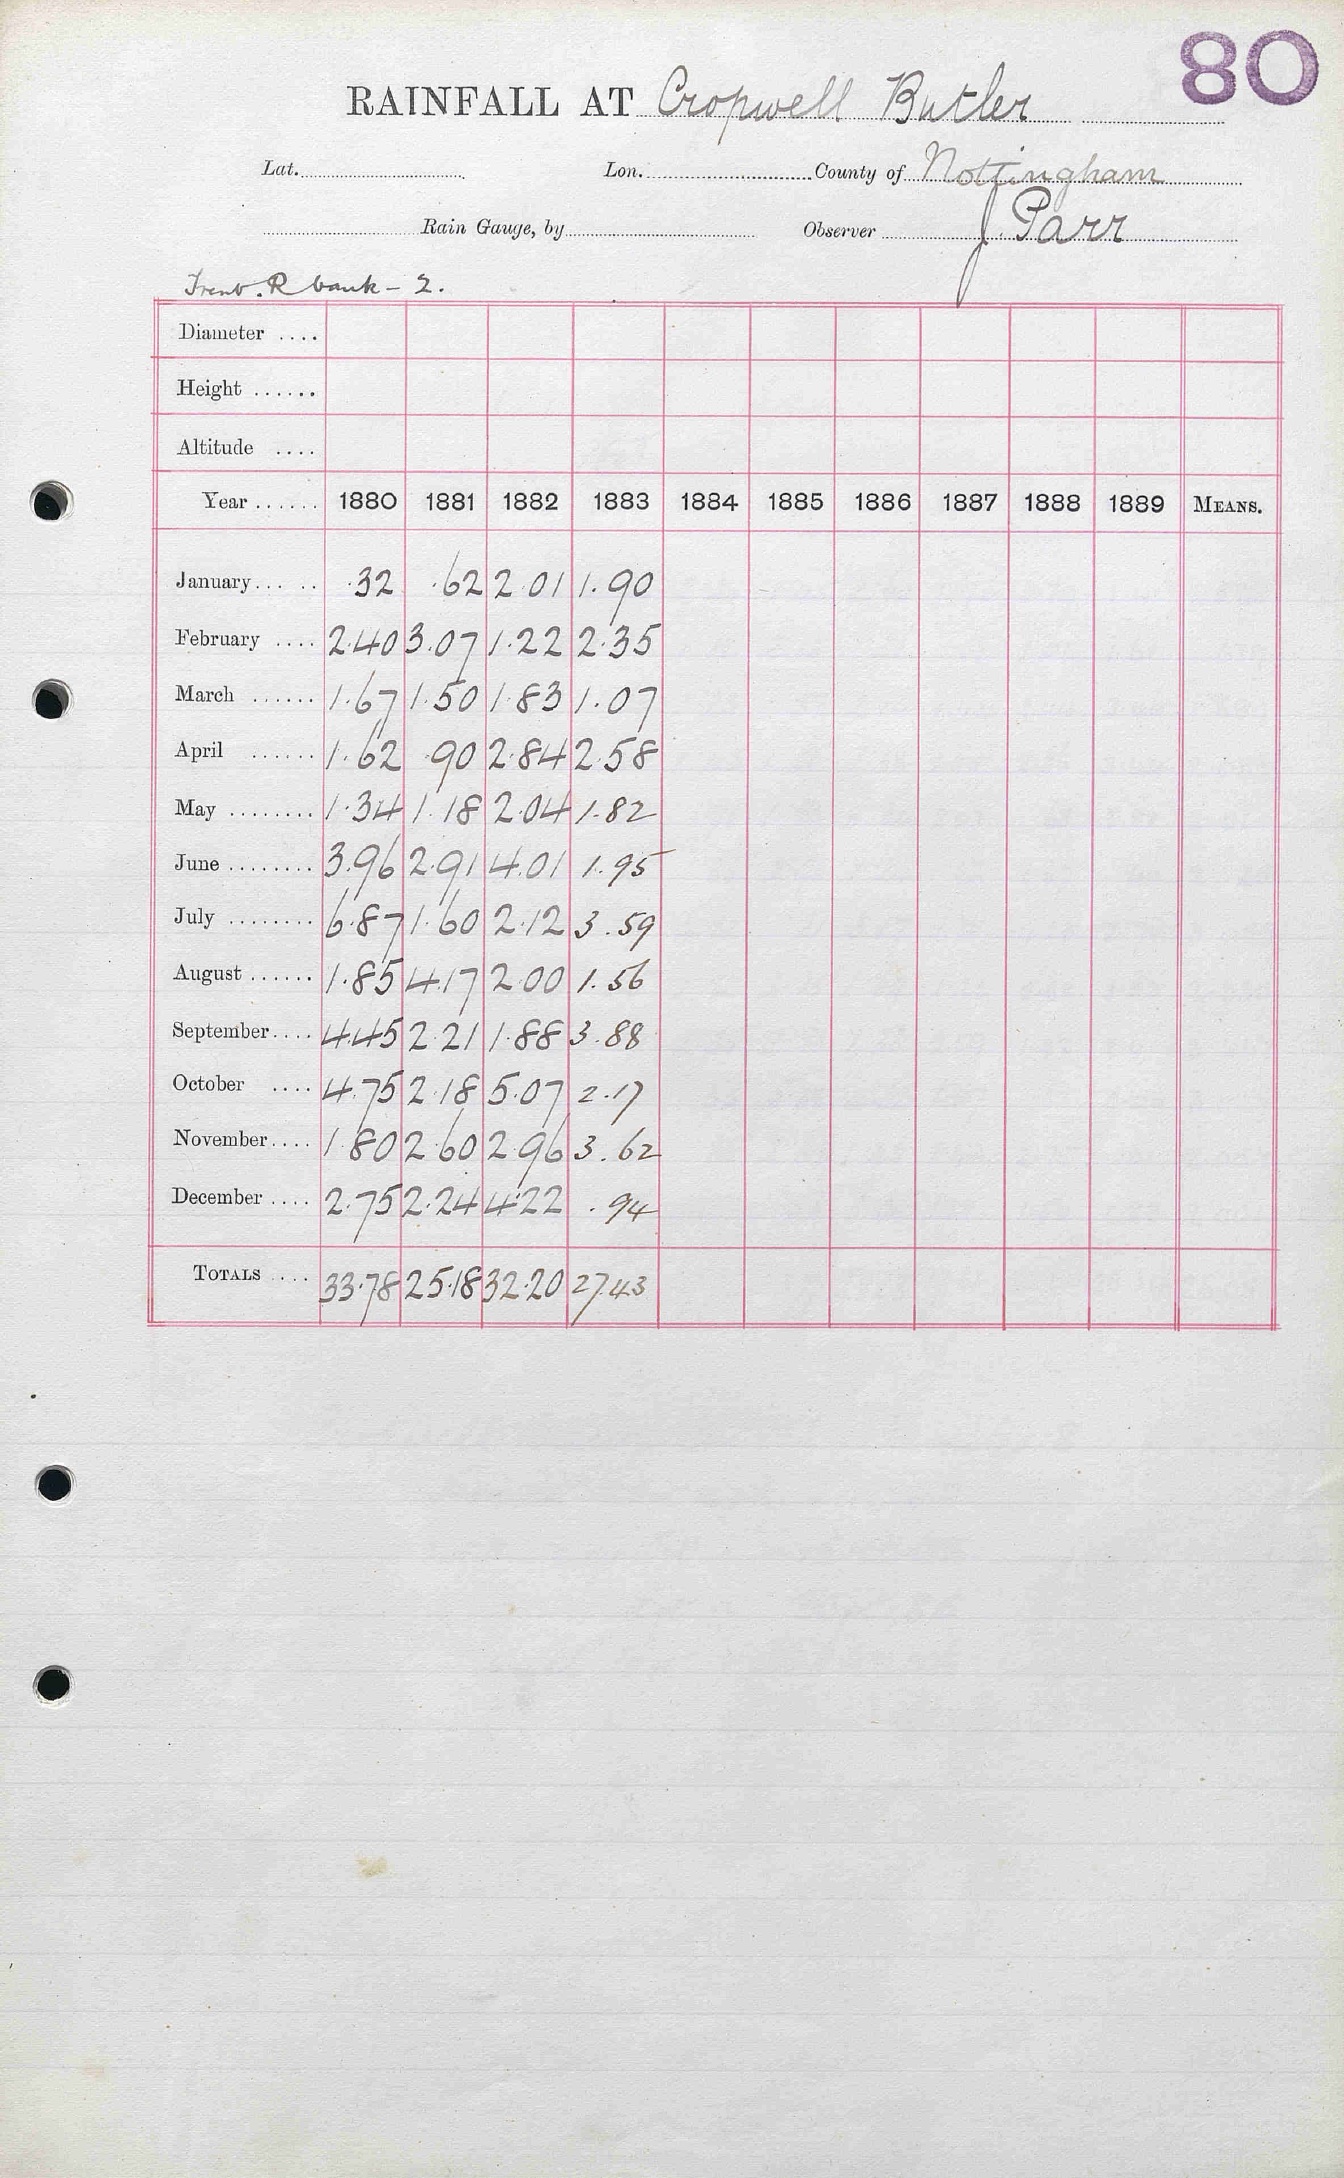 80
RAINFALL AT Cropwell Butler
Lat. Lon. County of Nottingham
Rain Gauge, by Observer J. Parr
Trent. R bank - 2.
Diameter ....
Height ......
Altitude ....
Year ...... 1880 1881 1882 1883 1884 1885 1886 1887 1888 1889 MEANS.
January ..... .32 .62 2.01 1.90
February .... 2.40 3.07 1.22 2.35
March ...... 1.67 1.50 1.83 1.07
April ...... 1.62 .90 2.84 2.58
May ........ 1.34 1.18 2.04 1.82
June ........ 3.96 2.91 4.01 1.95
July ........ 6.87 1.60 2.12 3.59
August ...... 1.85 4.17 2.00 1.56
September .... 4.45 2.21 1.88 3.88
October .... 4.75 2.18 5.07 2.17
November .... 1.80 2.60 2.96 3.62
December .... 2.75 2.24 4.22 .94
TOTALS .... 33.78 25.18 32.20 27.43